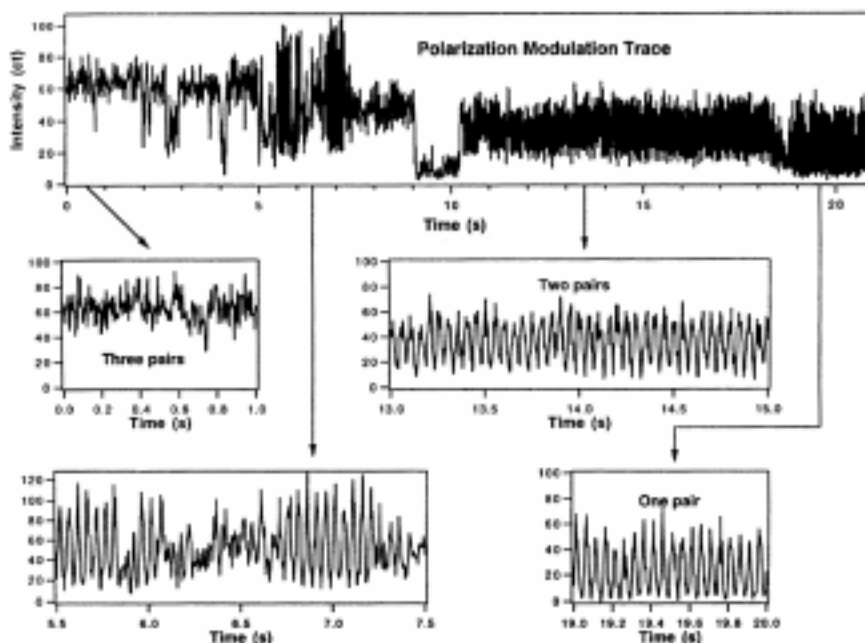 Polarization Modulation Trace
Intensity (ct)
100
80
60
40
20
0
0 5 10 15 20
Time (s)
100
80
60
40
20
0
Three pairs
0.0 0.2 0.4 0.6 0.8 1.0
Time (s)
100
80
60
40
20
0
Two pairs
13.0 13.5 14.0 14.5 15.0
Time (s)
120
100
80
60
40
20
0
5.5 6.0 6.5 7.0 7.5
Time (s)
100
80
60
40
20
0
One pair
19.0 19.2 19.4 19.6 19.8 20.0
Time (s)